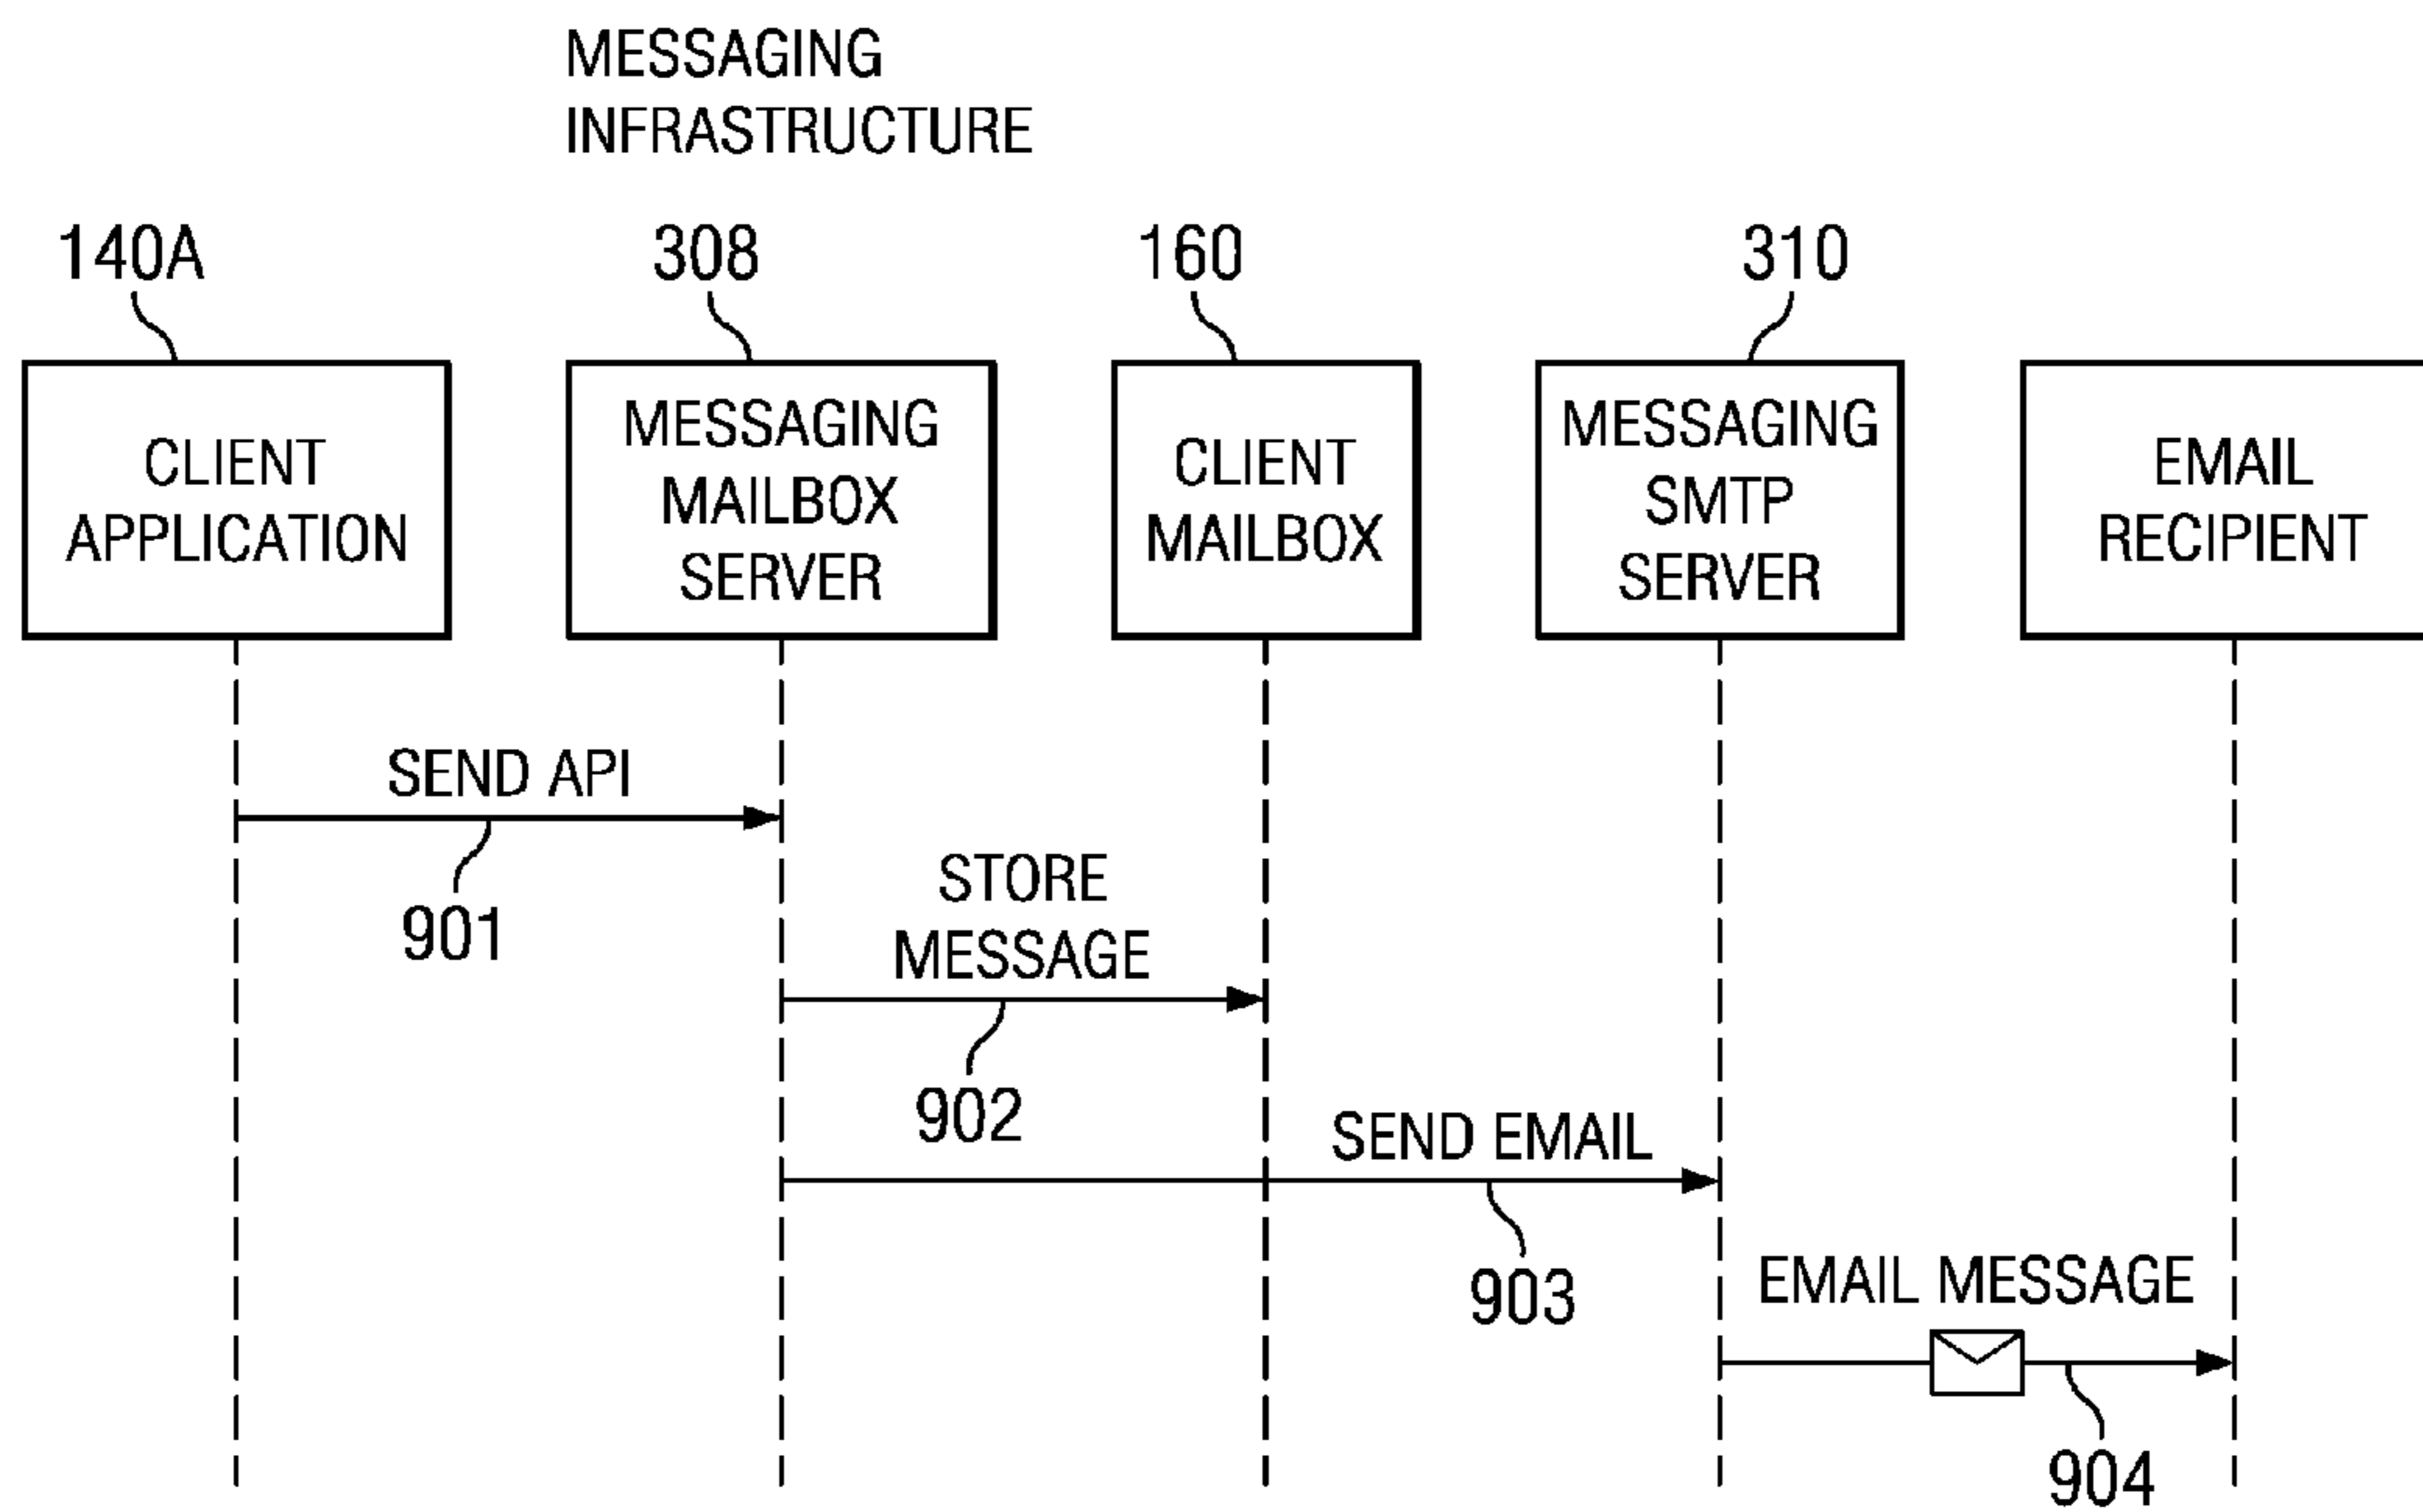 MESSAGING
INFRASTRUCTURE
140A
308
160
310
CLIENT
APPLICATION
MESSAGING
MAILBOX
SERVER
CLIENT
MAILBOX
MESSAGING
SMTP
SERVER
EMAIL
RECIPIENT
SEND API
901
STORE
MESSAGE
902
SEND EMAIL
903
EMAIL MESSAGE
904